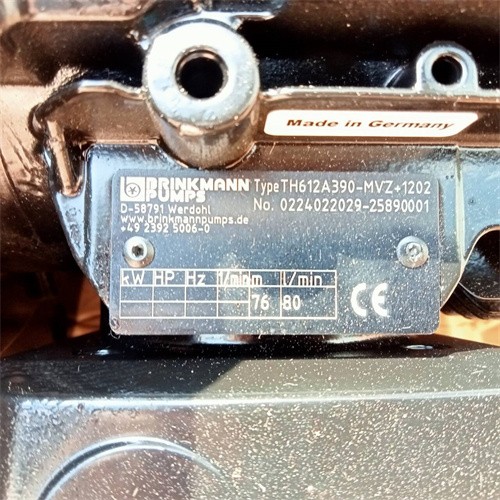 Made in Germany
BRINKMANN
PUMPS
Type TH612A390-MVZ+1202
No. 0224022029-25890001
D-58791 Werdohl
www.brinkmannpumps.de
+49 2392 5006-0
kW HP Hz 1/min m l/min
76 80
CE